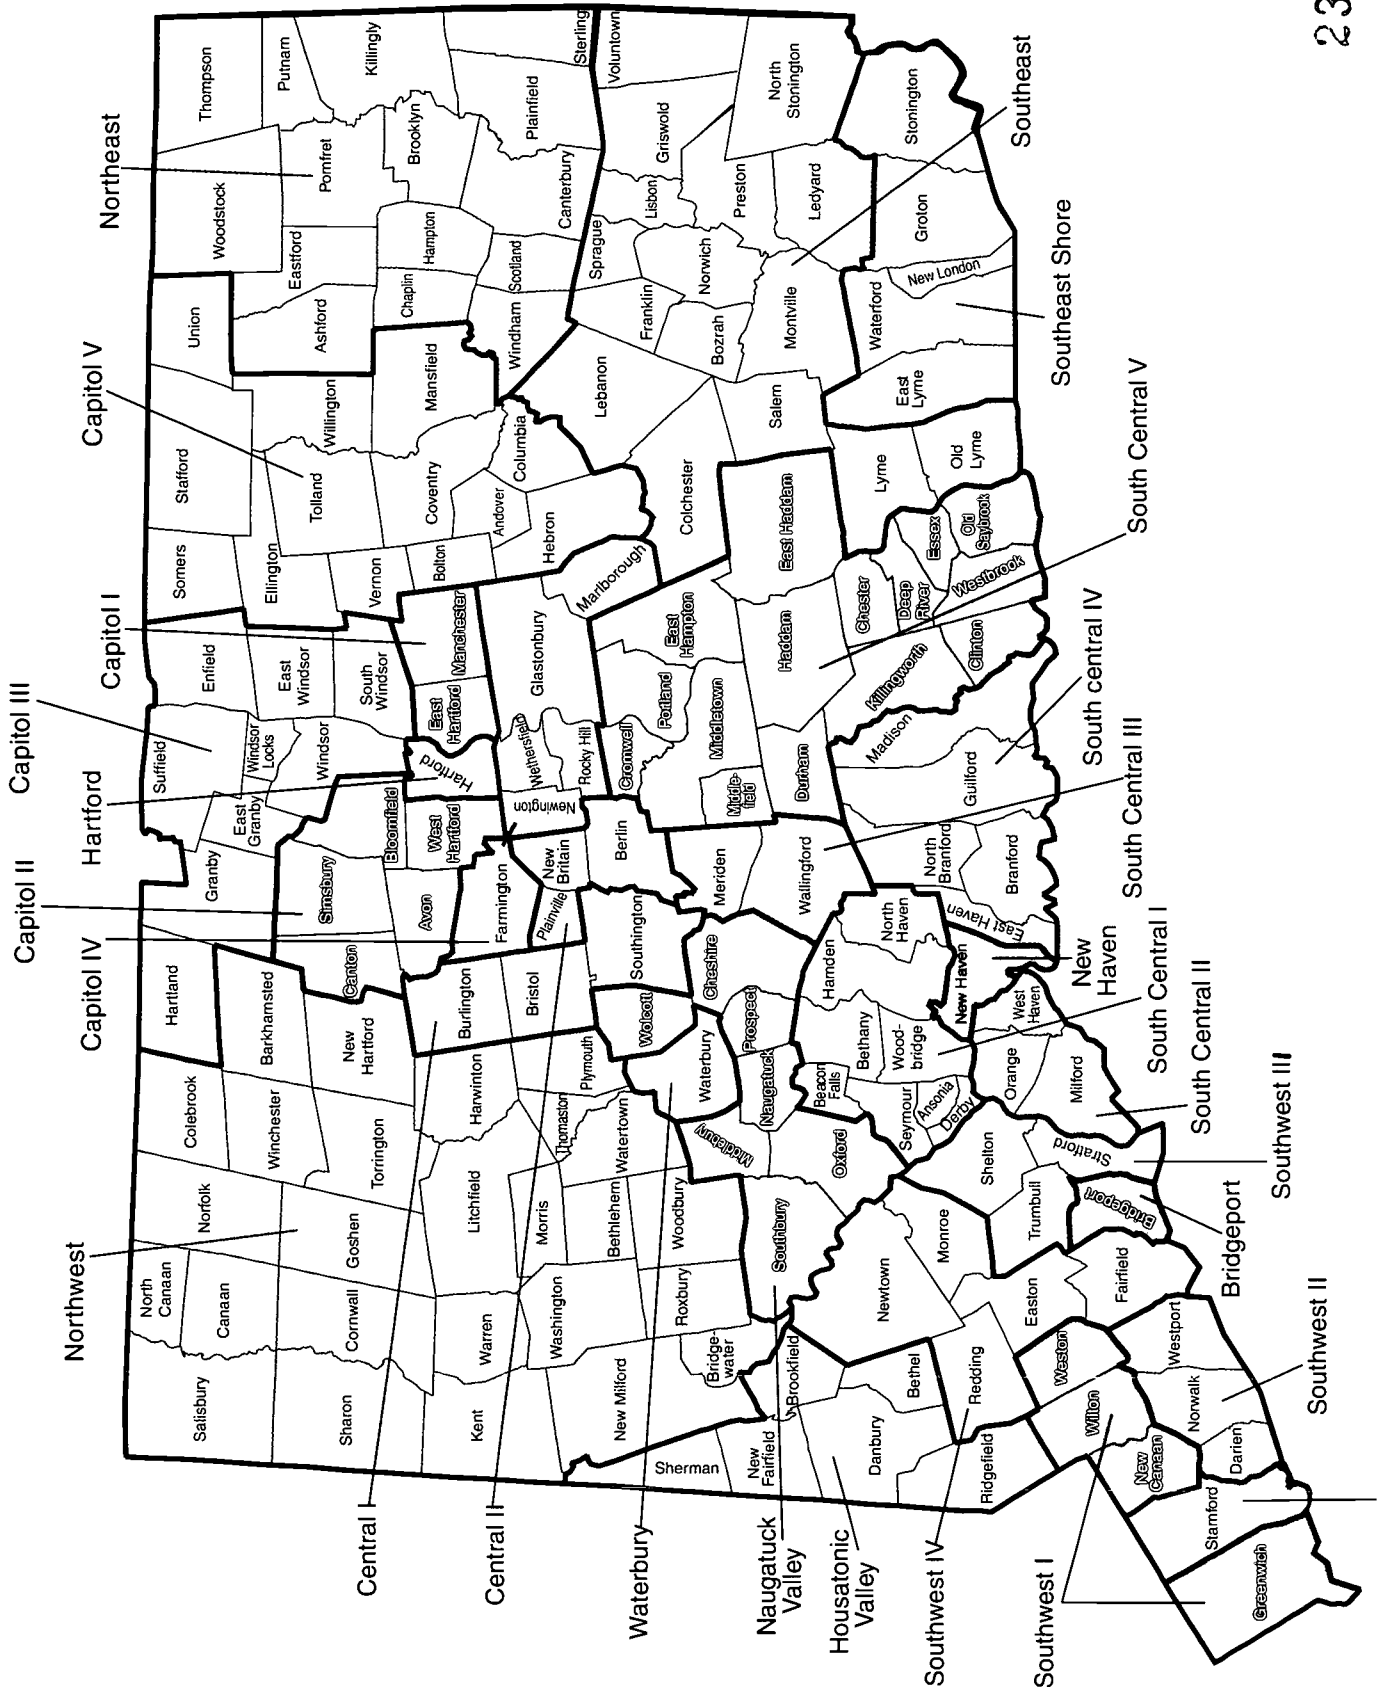 Northwest
Capitol IV
Capitol II
Hartford
Capitol III
Capitol I
Capitol V
Northeast
Salisbury
North
Canaan
Canaan
Norfolk
Colebrook
Hartland
Granby
East
Granby
Suffield
Windsor
Locks
Enfield
Somers
Stafford
Union
Woodstock
Thompson
Sharon
Cornwall
Goshen
Winchester
Barkhamsted
Simsbury
Windsor
East
Windsor
Ellington
Eastford
Pomfret
Putnam
Killingly
Kent
Warren
Litchfield
Torrington
Harwinton
New
Hartford
Canton
Burlington
Avon
Bloomfield
West
Hartford
Hartford
East
Hartford
South
Windsor
Manchester
Vernon
Bolton
Tolland
Willington
Coventry
Mansfield
Ashford
Chaplin
Hampton
Brooklyn
Andover
Columbia
Windham
Scotland
Canterbury
Plainfield
Sterling
New Milford
Washington
Morris
Bethlehem
Thomaston
Watertown
Plymouth
Bristol
Farmington
Plainville
New
Britain
Newington
Wethersfield
Rocky Hill
Glastonbury
Marlborough
Hebron
Lebanon
Franklin
Sprague
Lisbon
Griswold
Voluntown
Sherman
Bridge-
water
Roxbury
Woodbury
Middlebury
Waterbury
Wolcott
Southington
Berlin
Cromwell
Portland
East
Hampton
Colchester
Bozrah
Norwich
Preston
North
Stonington
New
Fairfield
Brookfield
Southbury
Oxford
Naugatuck
Prospect
Cheshire
Meriden
Middle-
field
Middletown
Durham
Haddam
East Haddam
Salem
Montville
Ledyard
Danbury
Bethel
Newtown
Monroe
Seymour
Beacon
Falls
Bethany
Wood-
bridge
Ansonia
Derby
Hamden
North
Haven
Wallingford
North
Branford
Madison
Killingworth
Chester
Deep
River
Essex
Lyme
East
Lyme
Waterford
New London
Groton
Stonington
Ridgefield
Redding
Easton
Trumbull
Shelton
Stratford
Orange
Milford
West
Haven
New Haven
East Haven
Branford
Guilford
Clinton
Westbrook
Old
Saybrook
Old
Lyme
Weston
Wilton
New
Canaan
Fairfield
Bridgeport
Westport
Norwalk
Darien
Stamford
Greenwich
Central I
Central II
Waterbury
Naugatuck
Valley
Housatonic
Valley
Southwest IV
Southwest I
Southwest II
Bridgeport
Southwest III
South Central II
South Central I
New
Haven
South Central III
South central IV
South Central V
Southeast Shore
Southeast
23